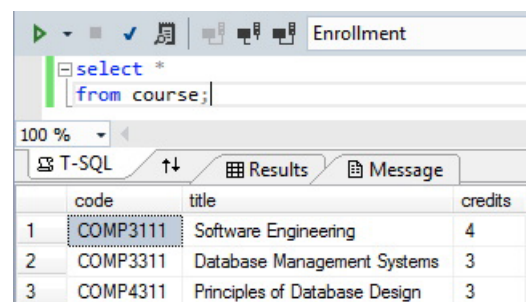 Enrollment
select *
from course;
100 %
T-SQL Results Message
code title credits
1 COMP3111 Software Engineering 4
2 COMP3311 Database Management Systems 3
3 COMP4311 Principles of Database Design 3